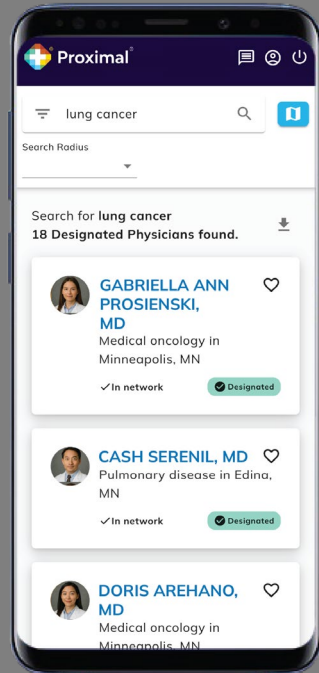 Proximal®
lung cancer
Search Radius
Search for lung cancer
18 Designated Physicians found.
GABRIELLA ANN
PROSIENSKI,
MD
Medical oncology in
Minneapolis, MN
In network
Designated
CASH SERENIL, MD
Pulmonary disease in Edina,
MN
In network
Designated
DORIS AREHANO,
MD
Medical oncology in
Minneapolis, MN